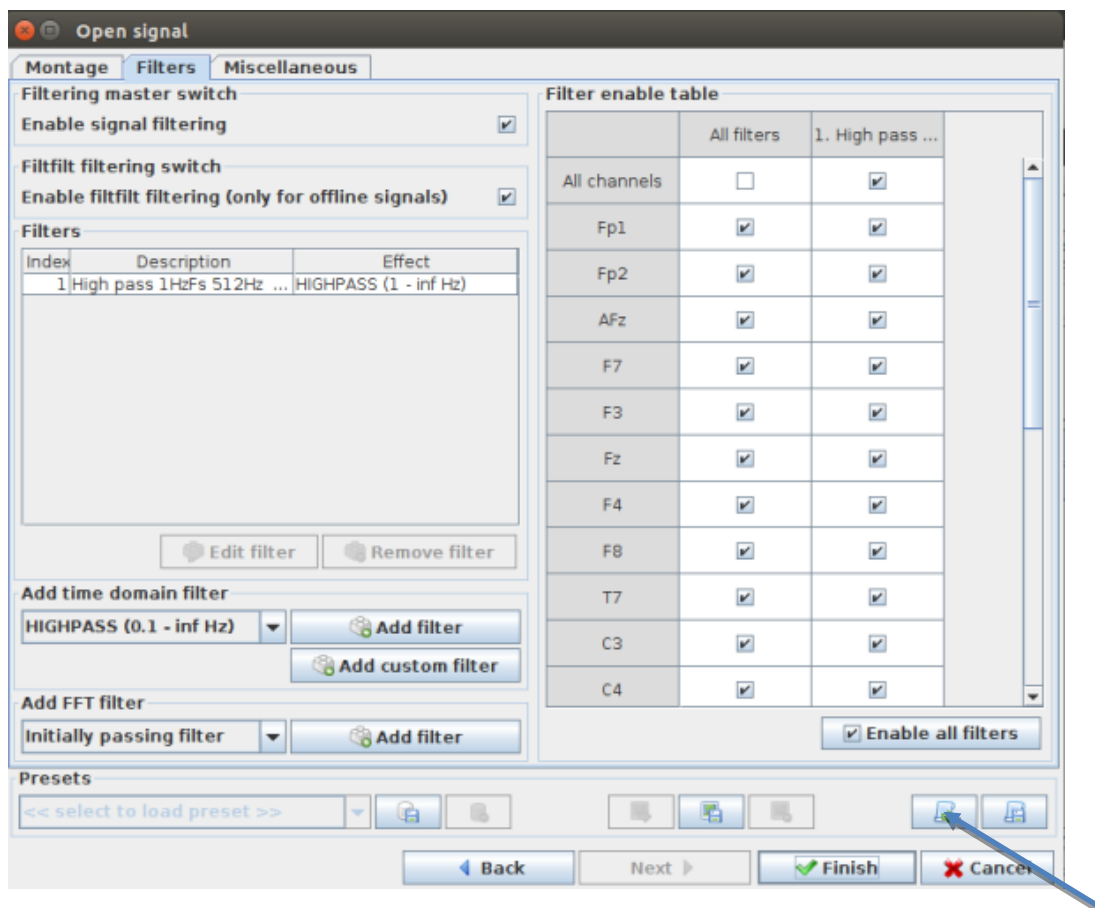 Open signal
Montage Filters Miscellaneous
Filtering master switch
Enable signal filtering
Filtfilt filtering switch
Enable filtfilt filtering (only for offline signals)
Filters
Index Description Effect
1 High pass 1HzFs 512Hz ... HIGHPASS (1 - inf Hz)
Edit filter Remove filter
Add time domain filter
HIGHPASS (0.1 - inf Hz) Add filter
Add custom filter
Add FFT filter
Initially passing filter Add filter
Filter enable table
All filters 1. High pass ...
All channels
Fp1
Fp2
AFz
F7
F3
Fz
F4
F8
T7
C3
C4
Enable all filters
Presets
<< select to load preset >>
Back Next Finish Cancel